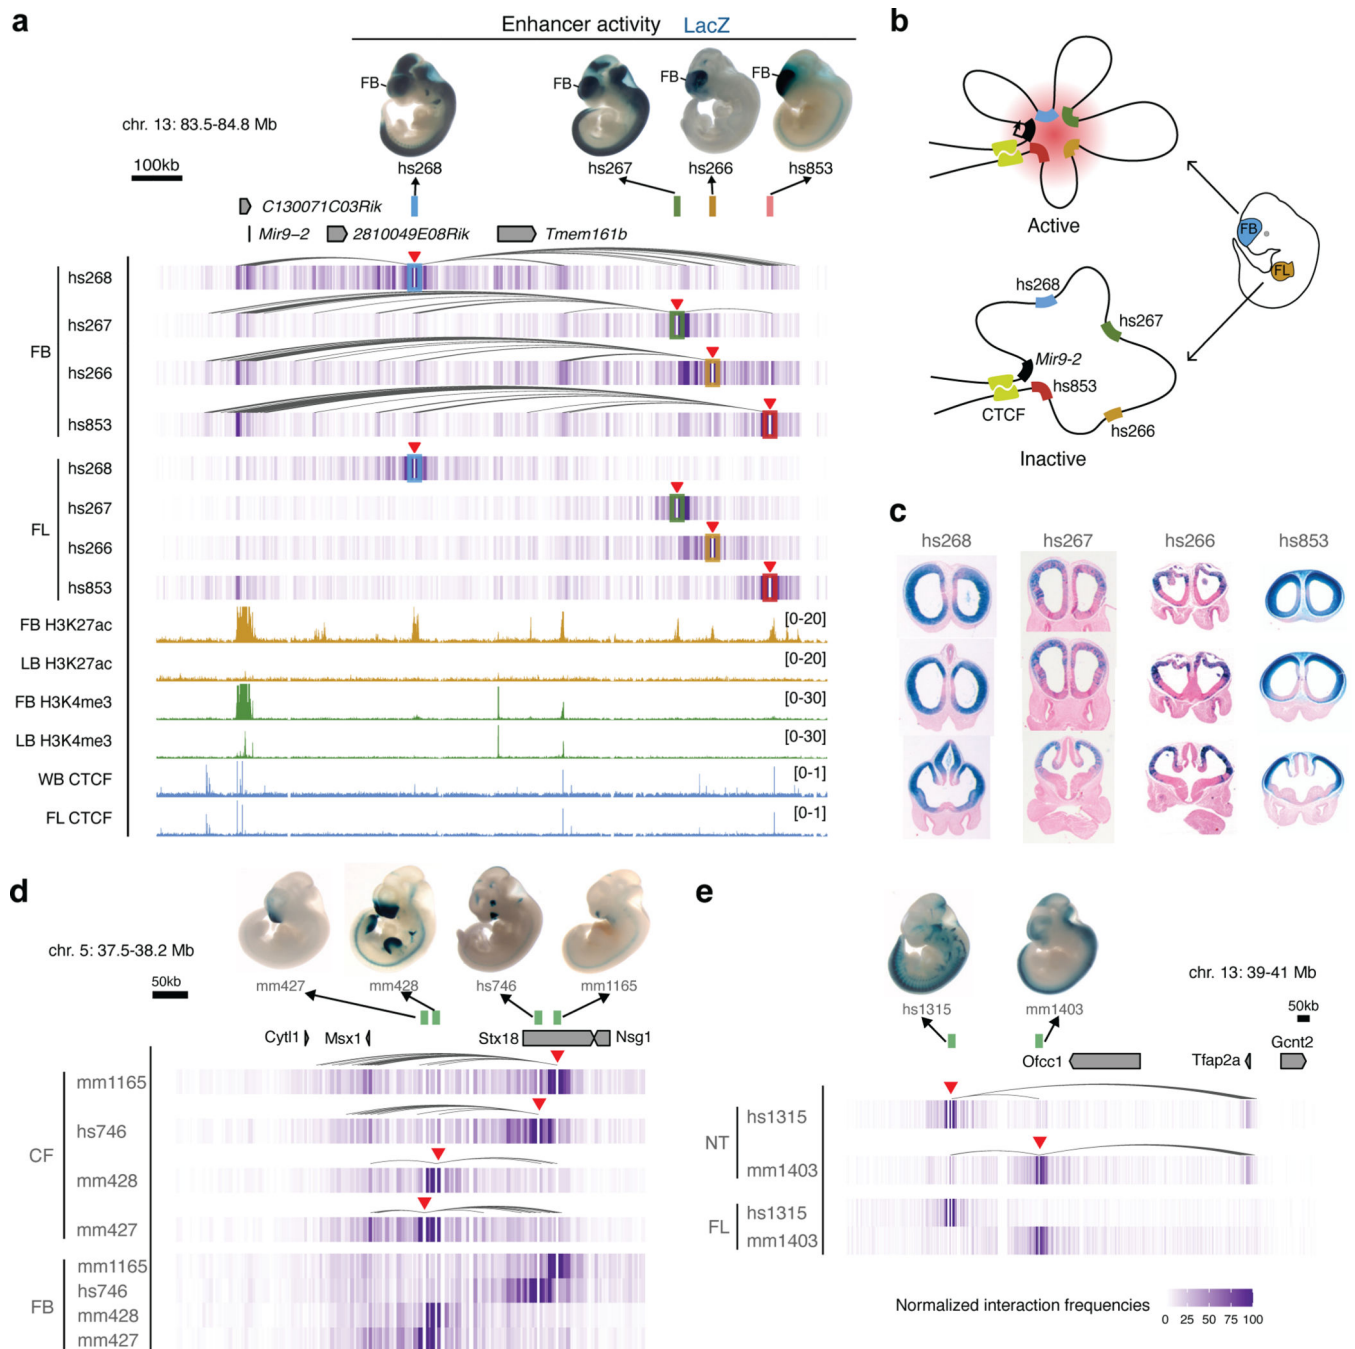 a
Enhancer activity LacZ
FB
FB
FB
FB
chr. 13: 83.5-84.8 Mb
100kb
hs268
hs267
hs266
hs853
C130071C03Rik
Mir9-2
2810049E08Rik
Tmem161b
FB
hs268
hs267
hs266
hs853
FL
hs268
hs267
hs266
hs853
FB H3K27ac
[0-20]
LB H3K27ac
[0-20]
FB H3K4me3
[0-30]
LB H3K4me3
[0-30]
WB CTCF
[0-1]
FL CTCF
[0-1]
b
Active
FB
FL
hs268
hs267
Mir9-2
hs853
CTCF
hs266
Inactive
c
hs268
hs267
hs266
hs853
d
chr. 5: 37.5-38.2 Mb
50kb
mm427
mm428
hs746
mm1165
Cytl1
Msx1
Stx18
Nsg1
CF
mm1165
hs746
mm428
mm427
FB
mm1165
hs746
mm428
mm427
e
chr. 13: 39-41 Mb
50kb
hs1315
mm1403
Ofcc1
Tfap2a
Gcnt2
NT
hs1315
mm1403
FL
hs1315
mm1403
Normalized interaction frequencies
0 25 50 75 100